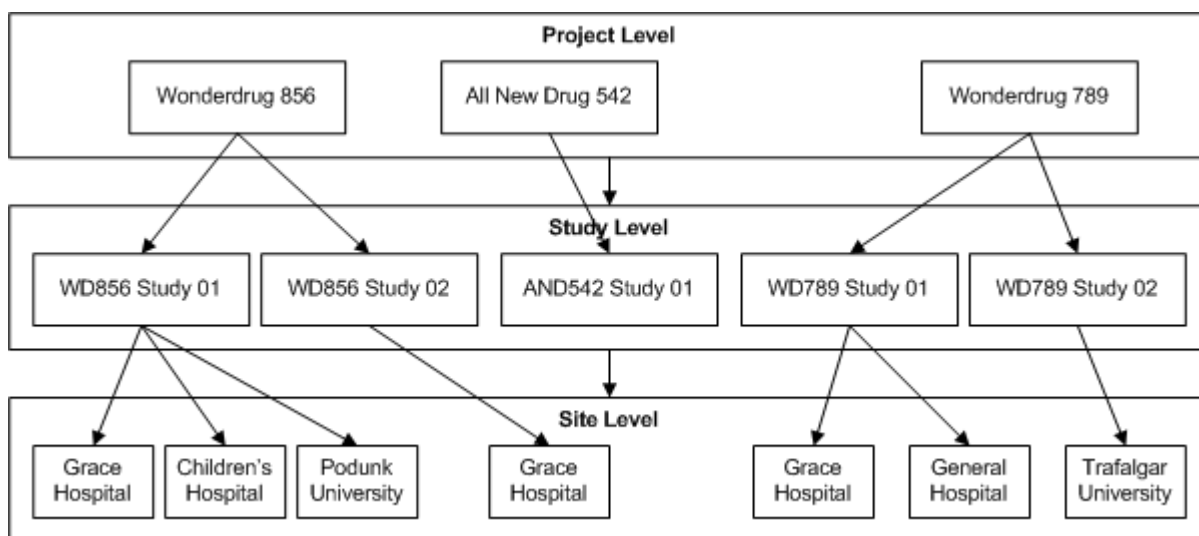 Project Level
Wonderdrug 856
All New Drug 542
Wonderdrug 789
Study Level
WD856 Study 01
WD856 Study 02
AND542 Study 01
WD789 Study 01
WD789 Study 02
Site Level
Grace
Hospital
Children's
Hospital
Podunk
University
Grace
Hospital
Grace
Hospital
General
Hospital
Trafalgar
University